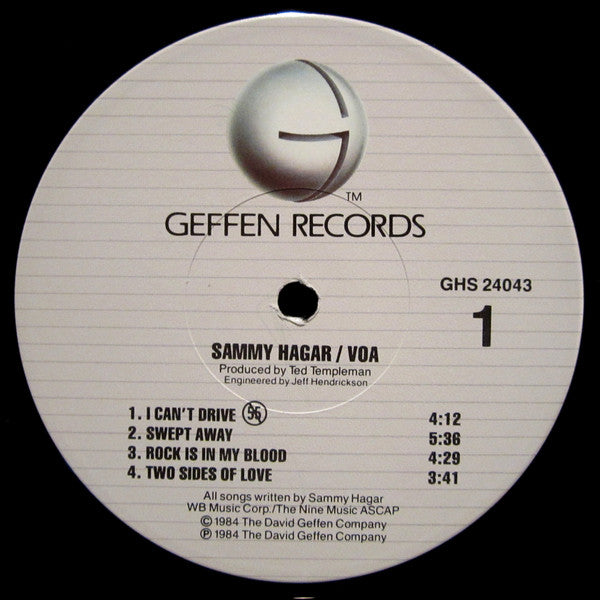 TM
GEFFEN RECORDS
GHS 24043
1
SAMMY HAGAR / VOA
Produced by Ted Templeman
Engineered by Jeff Hendrickson
1. I CAN'T DRIVE 55 4:12
2. SWEPT AWAY 5:36
3. ROCK IS IN MY BLOOD 4:29
4. TWO SIDES OF LOVE 3:41
All songs written by Sammy Hagar
WB Music Corp./The Nine Music ASCAP
© 1984 The David Geffen Company
℗ 1984 The David Geffen Company